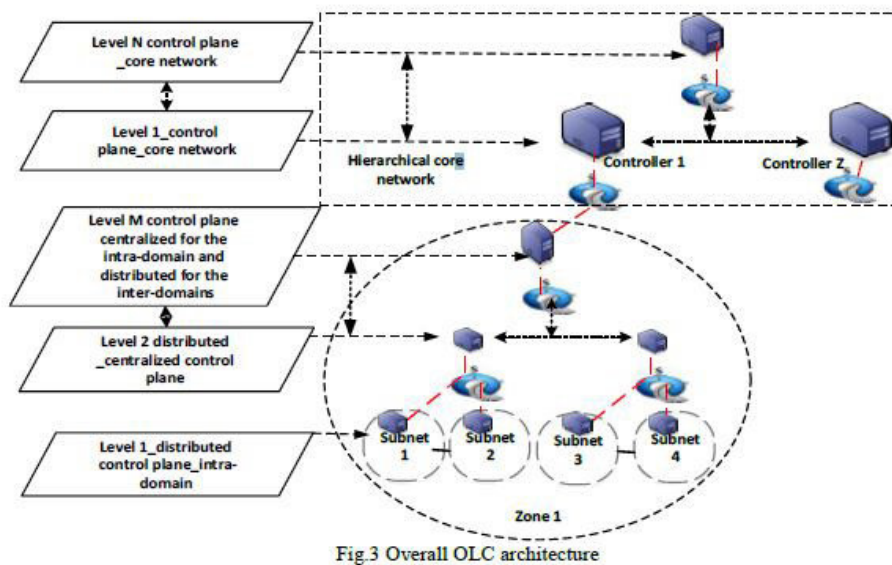 Level N control plane
_core network
Level 1_control
plane_core network
Hierarchical core
network
S
S
Controller 1
Controller Z
S
Level M control plane
centralized for the
intra-domain and
distributed for the
inter-domains
S
Level 2 distributed
_centralized control
plane
S
S
Level 1_distributed
control plane_intra-
domain
Subnet
1
Subnet
2
Subnet
3
Subnet
4
Zone 1
Fig.3 Overall OLC architecture